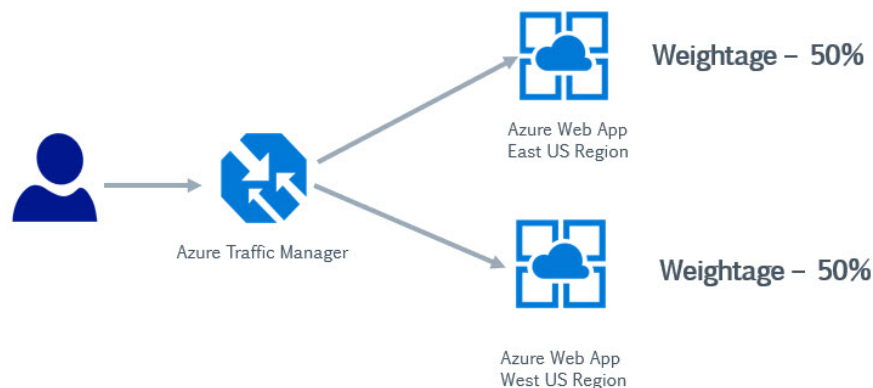 Weightage – 50%
Azure Web App
East US Region
Azure Traffic Manager
Weightage – 50%
Azure Web App
West US Region